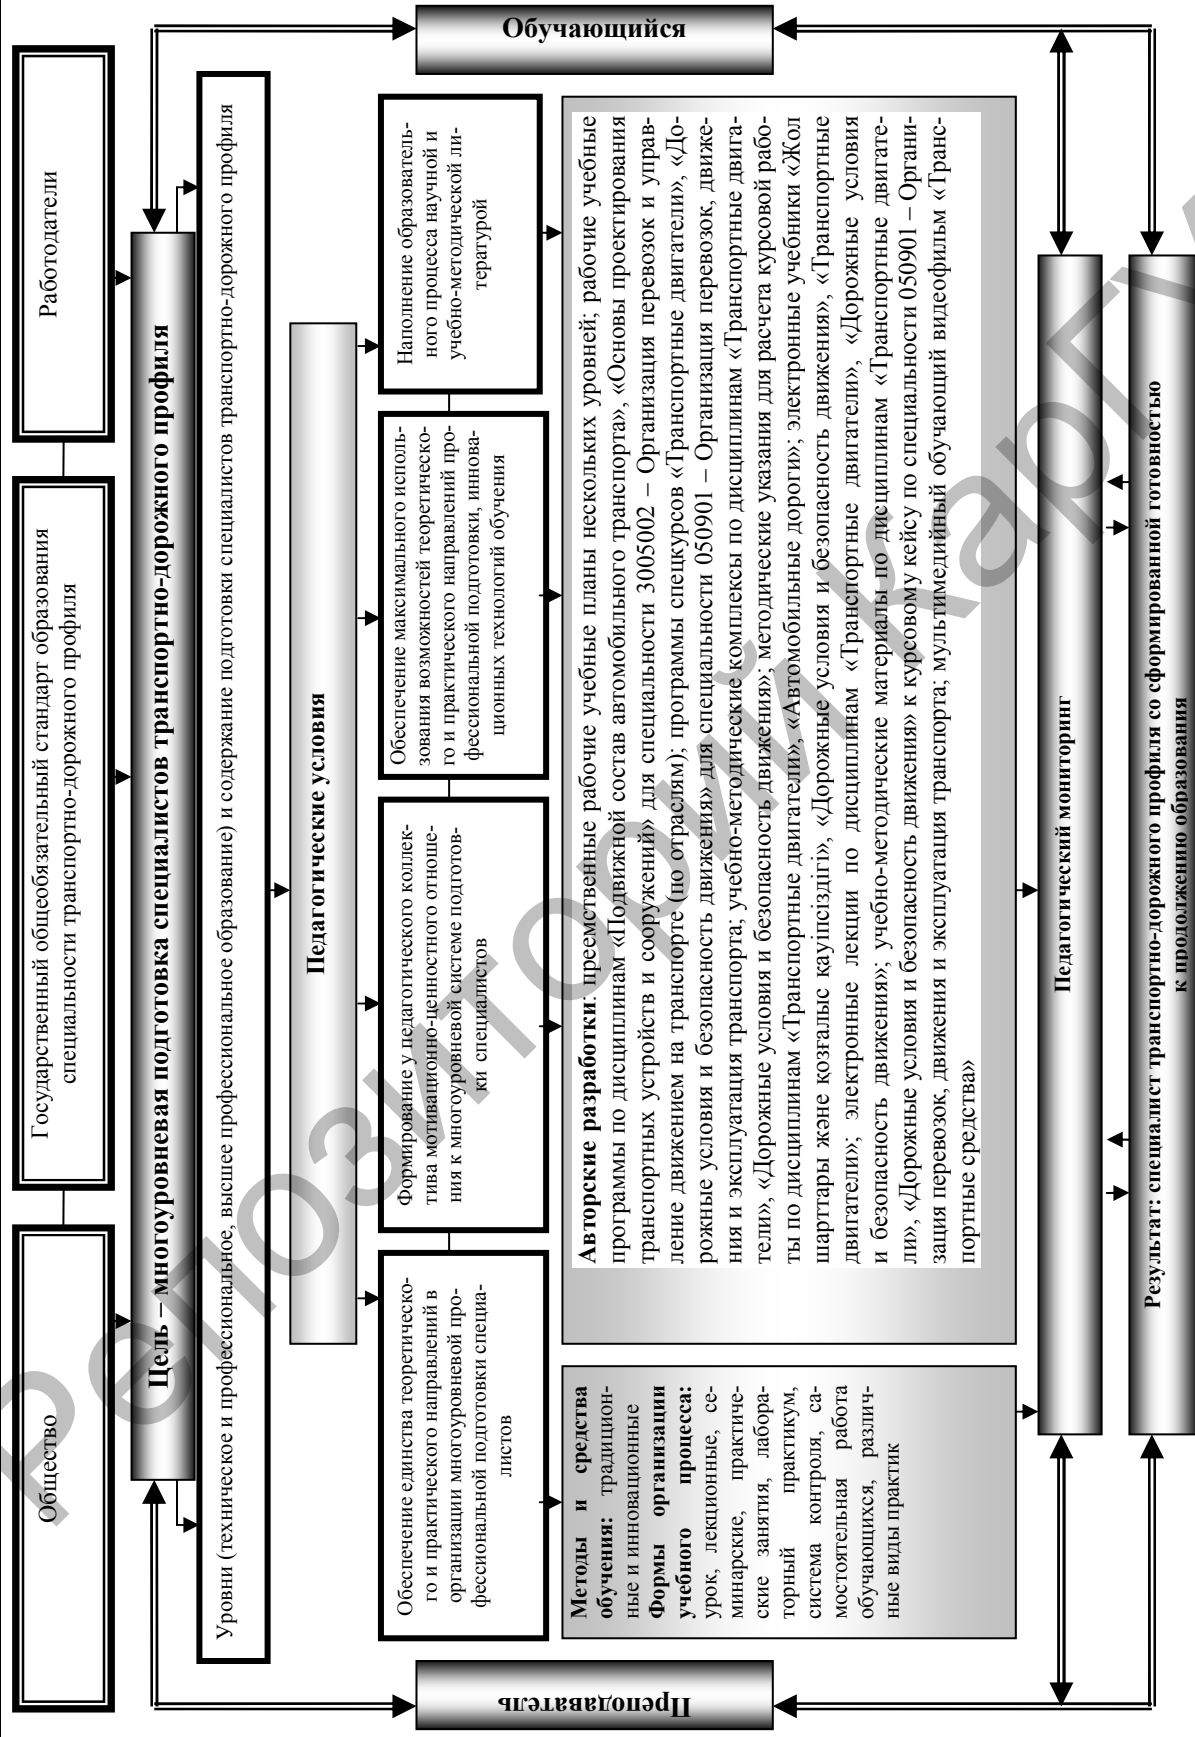 Общество
Государственный общеобязательный стандарт образования
специальности транспортно-дорожного профиля
Работодатели
Цель – многоуровневая подготовка специалистов транспортно-дорожного профиля
Уровни (техническое и профессиональное, высшее профессиональное образование) и содержание подготовки специалистов транспортно-дорожного профиля
Преподаватель
Обучающийся
Педагогические условия
Обеспечение единства теоретическо-
го и практического направлений в
организации многоуровневой про-
фессиональной подготовки специа-
листов
Формирование у педагогического коллек-
тива мотивационно-ценностного отноше-
ния к многоуровневой системе подготов-
ки специалистов
Обеспечение максимального исполь-
зования возможностей теоретическо-
го и практического направлений про-
фессиональной подготовки, иннова-
ционных технологий обучения
Наполнение образователь-
ного процесса научной и
учебно-методической ли-
тературой
Методы и средства
обучения: традицион-
ные и инновационные
Формы организации
учебного процесса:
урок, лекционные, се-
минарские, практиче-
ские занятия, лабора-
торный практикум,
система контроля, са-
мостоятельная работа
обучающихся, различ-
ные виды практик
Авторские разработки: преемственные рабочие учебные планы нескольких уровней; рабочие учебные
программы по дисциплинам «Подвижной состав автомобильного транспорта», «Основы проектирования
транспортных устройств и сооружений» для специальности 3005002 – Организация перевозок и управ-
ление движением на транспорте (по отраслям); программы спецкурсов «Транспортные двигатели», «До-
рожные условия и безопасность движения» для специальности 050901 – Организация перевозок, движе-
ния и эксплуатация транспорта; учебно-методические комплексы по дисциплинам «Транспортные двига-
тели», «Дорожные условия и безопасность движения»; методические указания для расчета курсовой рабо-
ты по дисциплинам «Транспортные двигатели», «Автомобильные дороги»; электронные учебники «Жол
шарттары және қозғалыс қауіпсіздігі», «Дорожные условия и безопасность движения», «Транспортные
двигатели»; электронные лекции по дисциплинам «Транспортные двигатели», «Дорожные условия
и безопасность движения»; учебно-методические материалы по дисциплинам «Транспортные двигате-
ли», «Дорожные условия и безопасность движения» к курсовому кейсу по специальности 050901 – Органи-
зация перевозок, движения и эксплуатация транспорта; мультимедийный обучающий видеофильм «Транс-
портные средства»
Педагогический мониторинг
Результат: специалист транспортно-дорожного профиля со сформированной готовностью
к продолжению образования
Репозиторий КарГУ